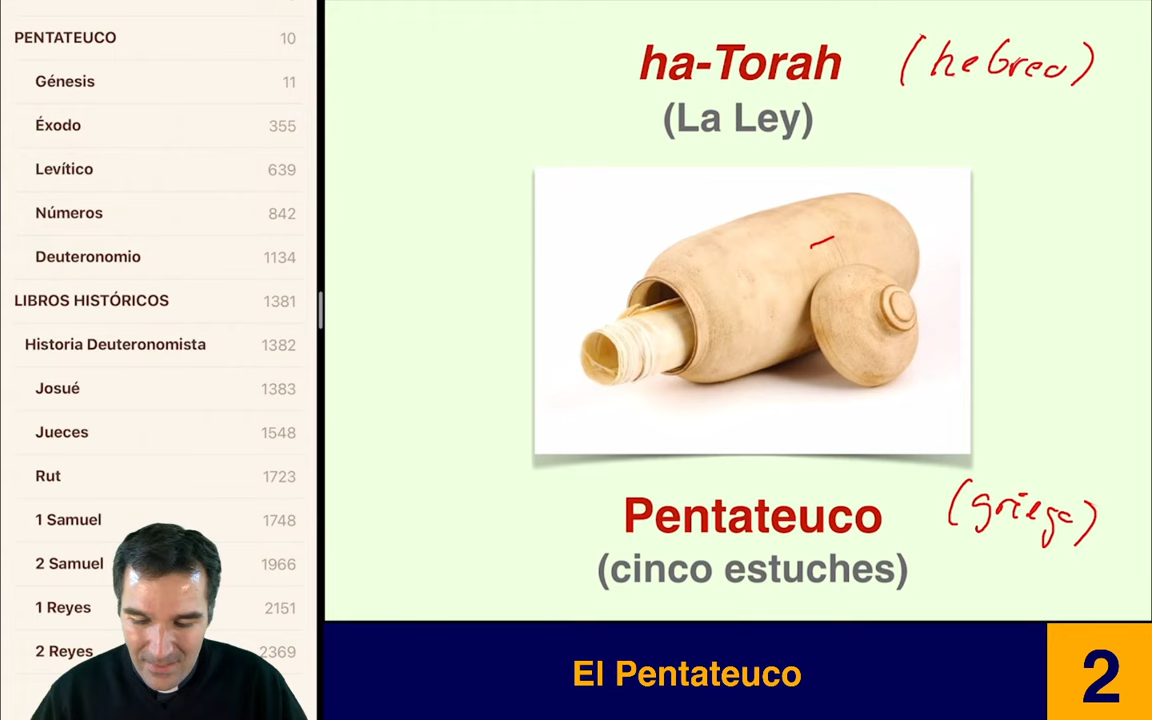 PENTATEUCO 10
Génesis 11
Éxodo 355
Levítico 639
Números 842
Deuteronomio 1134
LIBROS HISTÓRICOS 1381
Historia Deuteronomista 1382
Josué 1383
Jueces 1548
Rut 1723
1 Samuel 1748
2 Samuel 1966
1 Reyes 2151
2 Reyes 2369
ha-Torah (hebreo)
(La Ley)
Pentateuco (griego)
(cinco estuches)
El Pentateuco 2